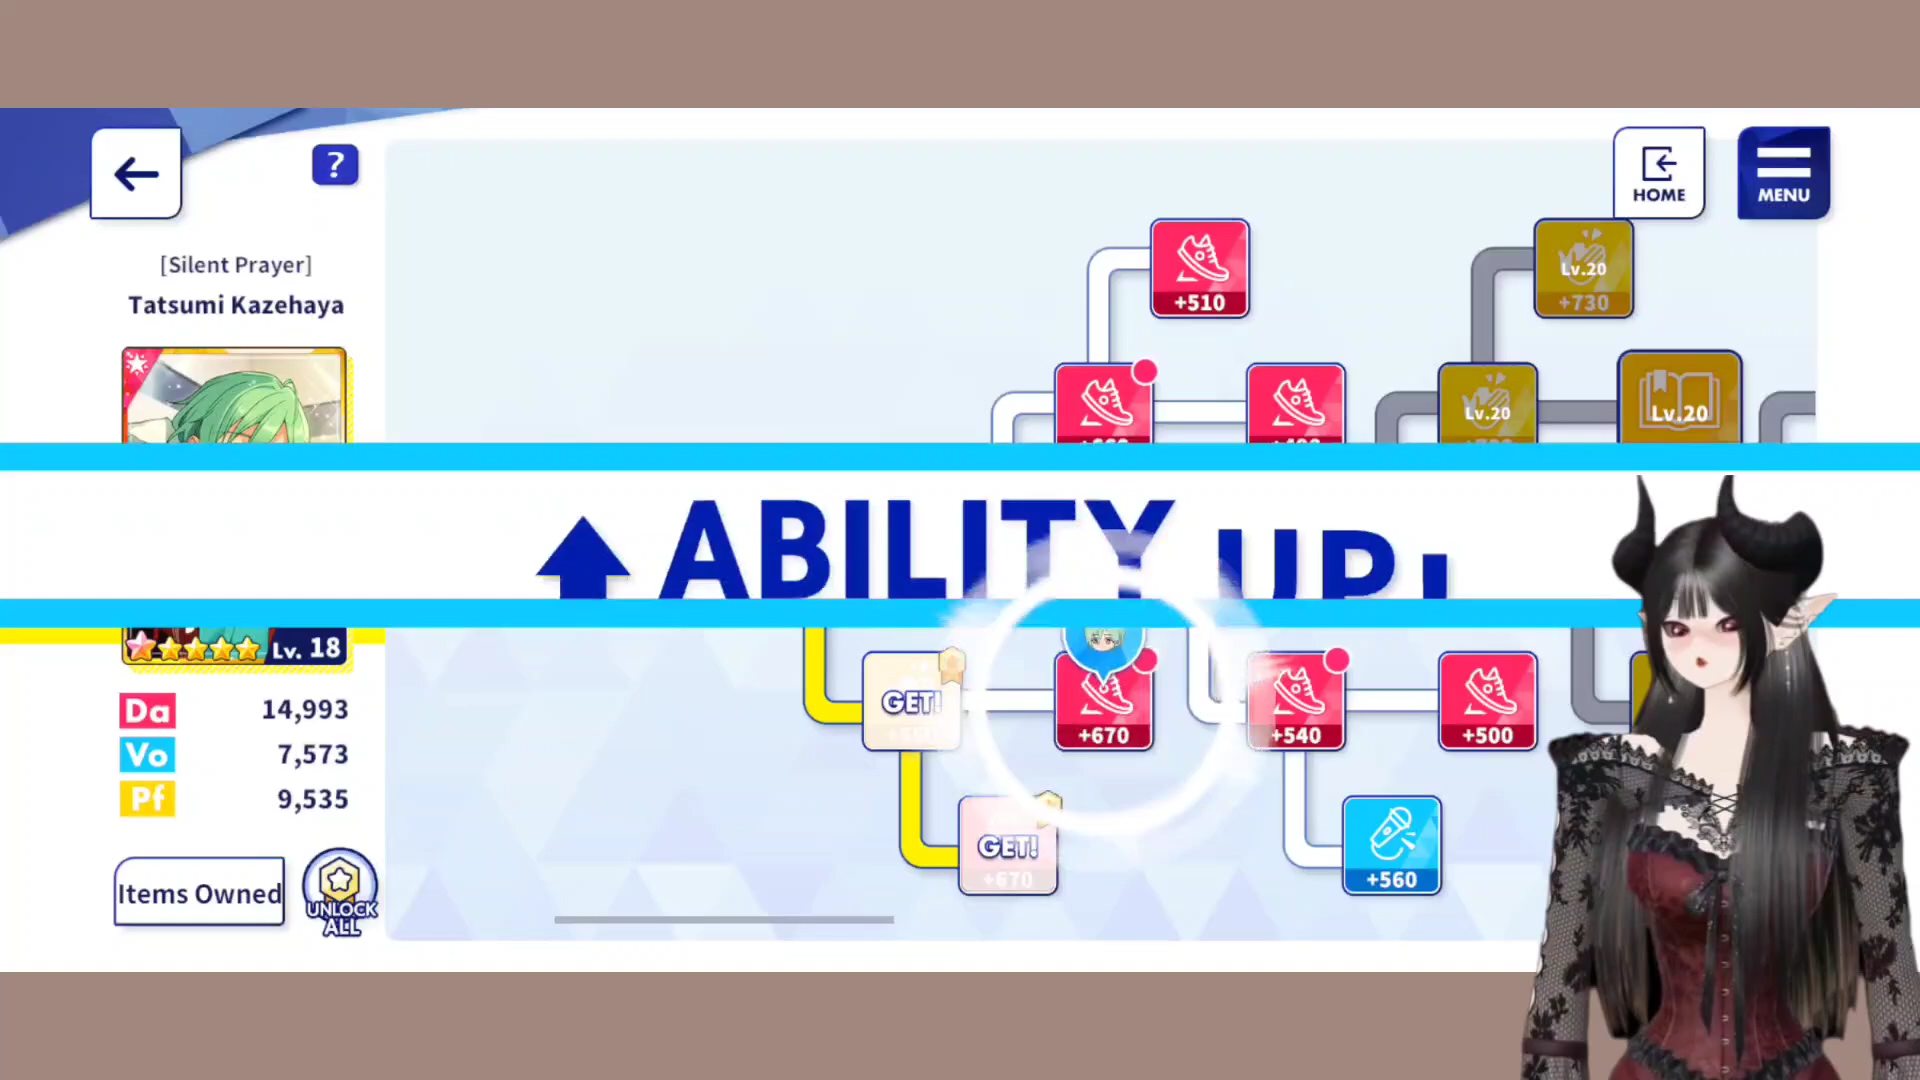 ?
HOME
MENU
[Silent Prayer]
Tatsumi Kazehaya
+510
Lv.20
+730
Lv.20
Lv.20
ABILITY UP!
Lv. 18
Da 14,993
Vo 7,573
Pf 9,535
GET!
+670
+540
+500
GET!
+670
+560
Items Owned
UNLOCK
ALL